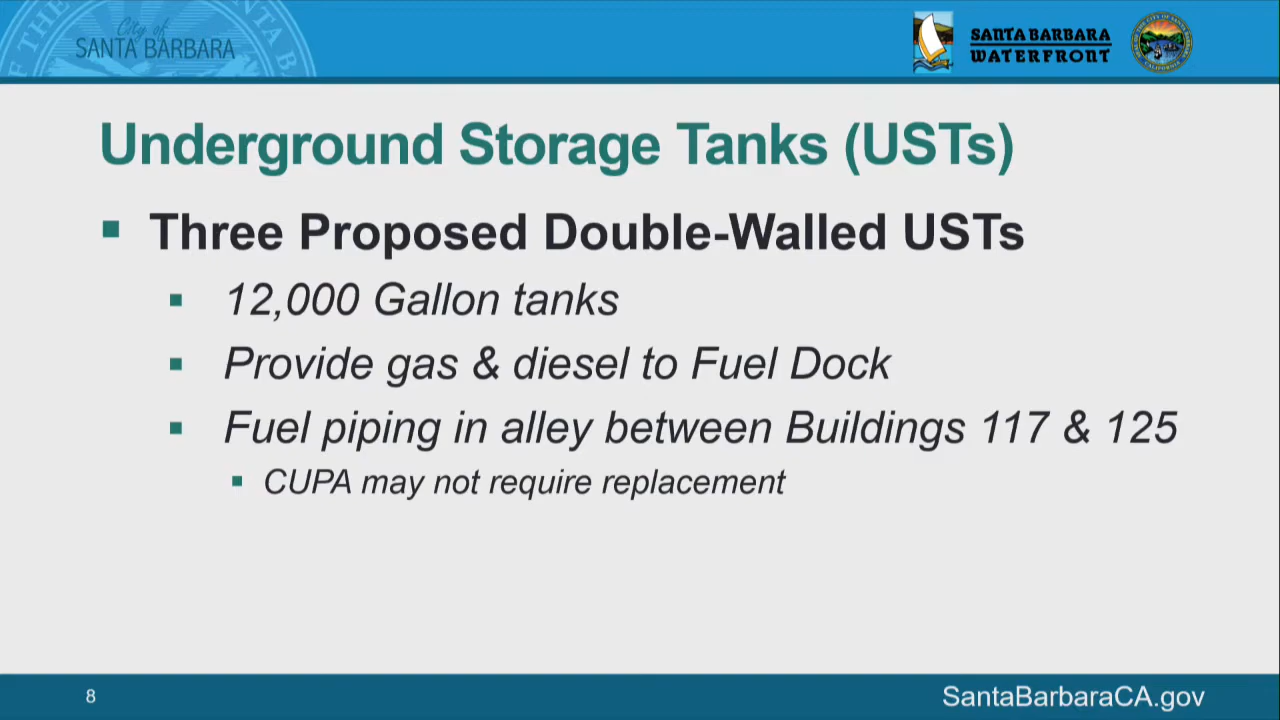 City of
SANTA BARBARA
SANTA BARBARA
WATERFRONT
Underground Storage Tanks (USTs)
Three Proposed Double-Walled USTs
12,000 Gallon tanks
Provide gas & diesel to Fuel Dock
Fuel piping in alley between Buildings 117 & 125
CUPA may not require replacement
8
SantaBarbaraCA.gov